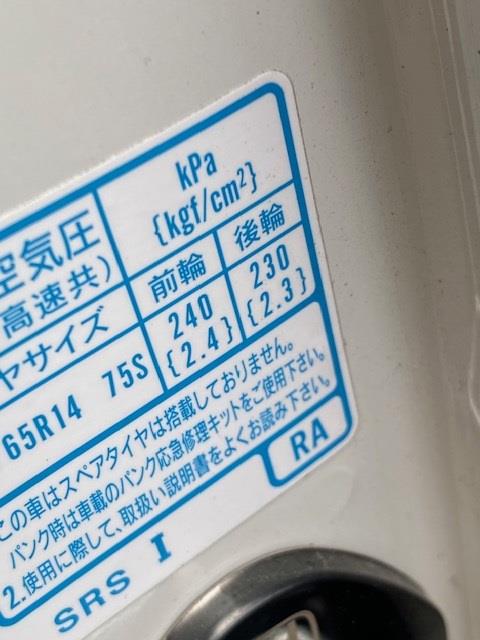 空気圧
高速共)
kPa
{kgf/cm²}
前輪 後輪
ヤサイズ
65R14 75S
240 230
{2.4} {2.3}
この車はスペアタイヤは搭載しておりません。
パンク時は車載のパンク応急修理キットをご使用下さい。
2.使用に際して、取扱い説明書をよくお読み下さい。
RA
SRS I